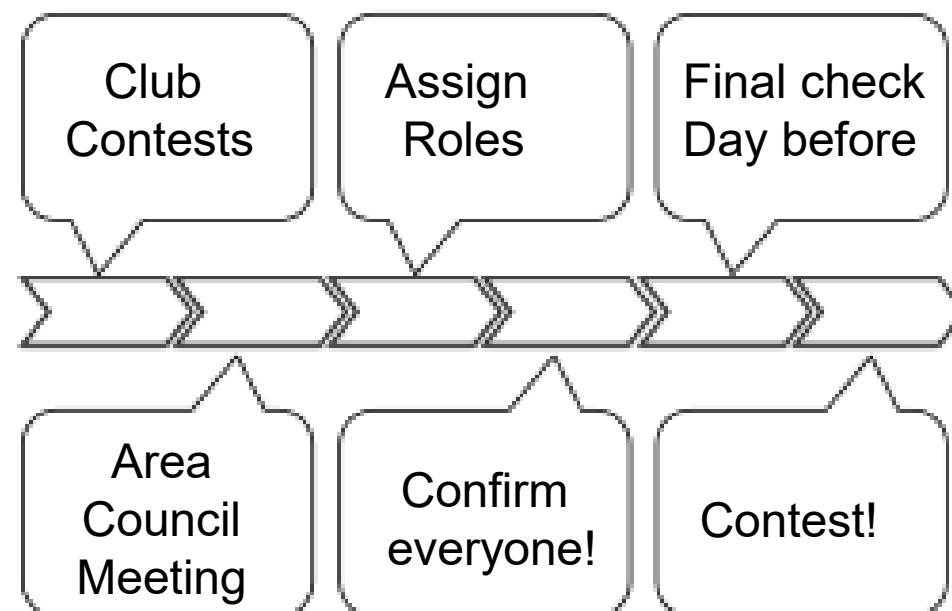 Club
Contests
Assign
Roles
Final check
Day before
Area
Council
Meeting
Confirm
everyone!
Contest!